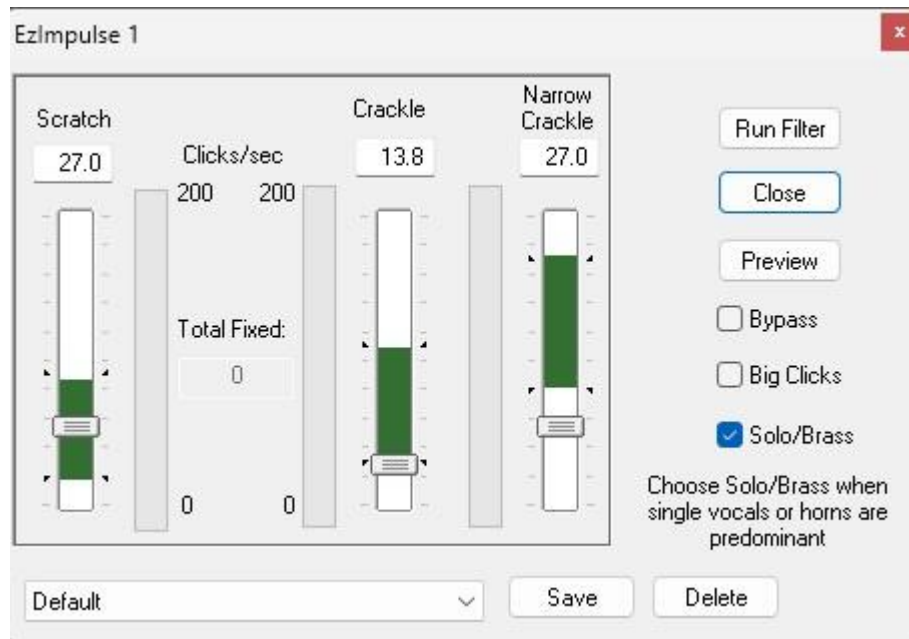 EzImpulse 1
x
Scratch
27.0
Clicks/sec
200 200
Total Fixed:
0
0 0
Crackle
13.8
Narrow
Crackle
27.0
Run Filter
Close
Preview
Bypass
Big Clicks
Solo/Brass
Choose Solo/Brass when
single vocals or horns are
predominant
Default
Save
Delete